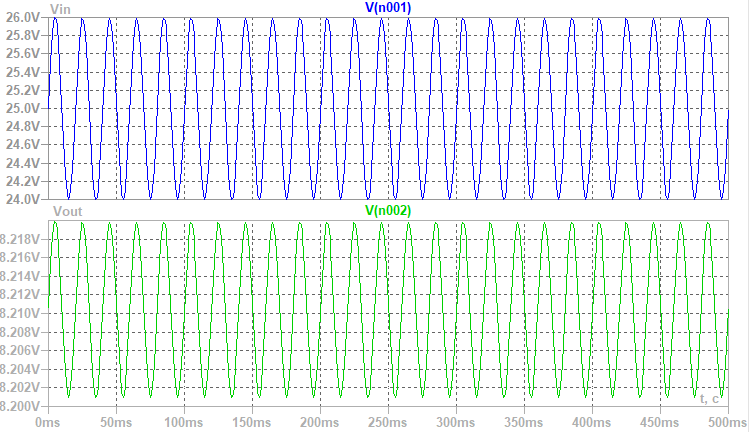 Vin V(n001)
26.0V
25.8V
25.6V
25.4V
25.2V
25.0V
24.8V
24.6V
24.4V
24.2V
24.0V
Vout V(n002)
8.218V
8.216V
8.214V
8.212V
8.210V
8.208V
8.206V
8.204V
8.202V
8.200V
t, c
0ms 50ms 100ms 150ms 200ms 250ms 300ms 350ms 400ms 450ms 500ms